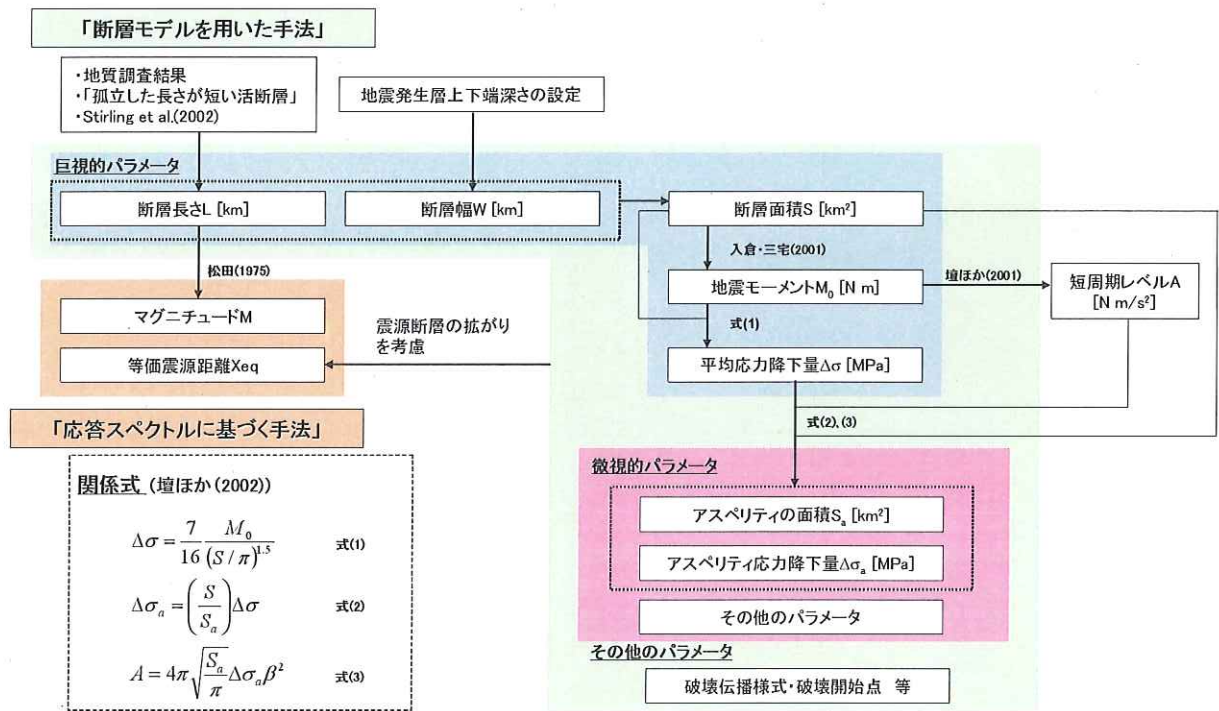 「断層モデルを用いた手法」
・地質調査結果
・「孤立した長さが短い活断層」
・Stirling et al.(2002)
地震発生層上下端深さの設定
巨視的パラメータ
断層長さL [km]
断層幅W [km]
断層面積S [km²]
入倉・三宅(2001)
松田(1975)
地震モーメントM₀ [N m]
壇ほか(2001)
短周期レベルA
[N m/s²]
式(1)
マグニチュードM
震源断層の拡がり
を考慮
等価震源距離Xeq
平均応力降下量Δσ [MPa]
式(2)、(3)
「応答スペクトルに基づく手法」
微視的パラメータ
アスペリティの面積Sₐ [km²]
アスペリティ応力降下量Δσₐ [MPa]
その他のパラメータ
その他のパラメータ
破壊伝播様式・破壊開始点 等
関係式 (壇ほか(2002))
Δσ = 7/16 M₀/(S/π)^1.5 式(1)
Δσₐ = (S/Sₐ)Δσ 式(2)
A = 4π√(Sₐ/π) Δσₐβ² 式(3)